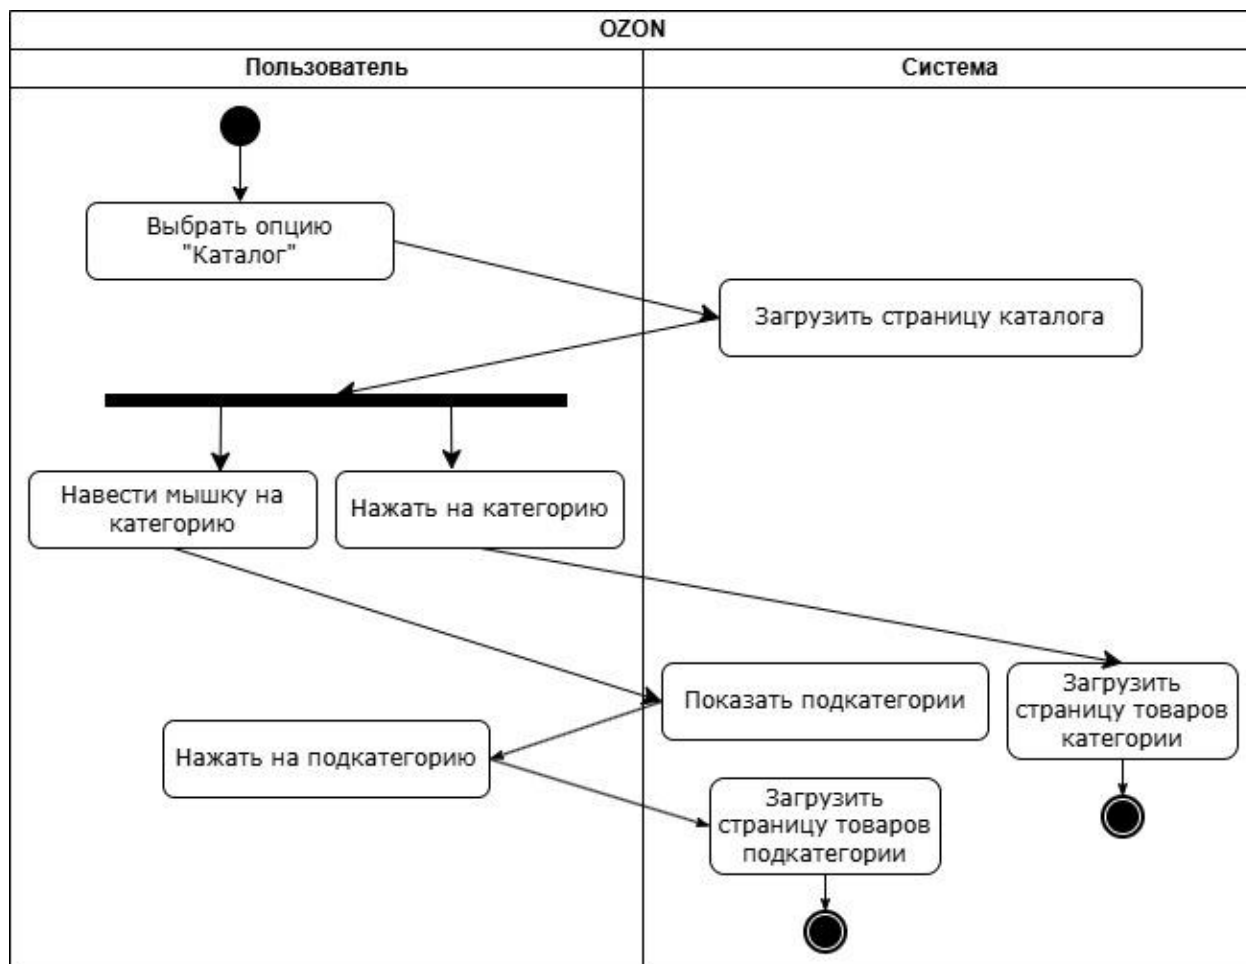 OZON
Пользователь
Система
Выбрать опцию
"Каталог"
Загрузить страницу каталога
Навести мышку на
категорию
Нажать на категорию
Показать подкатегории
Загрузить
страницу товаров
категории
Нажать на подкатегорию
Загрузить
страницу товаров
подкатегории